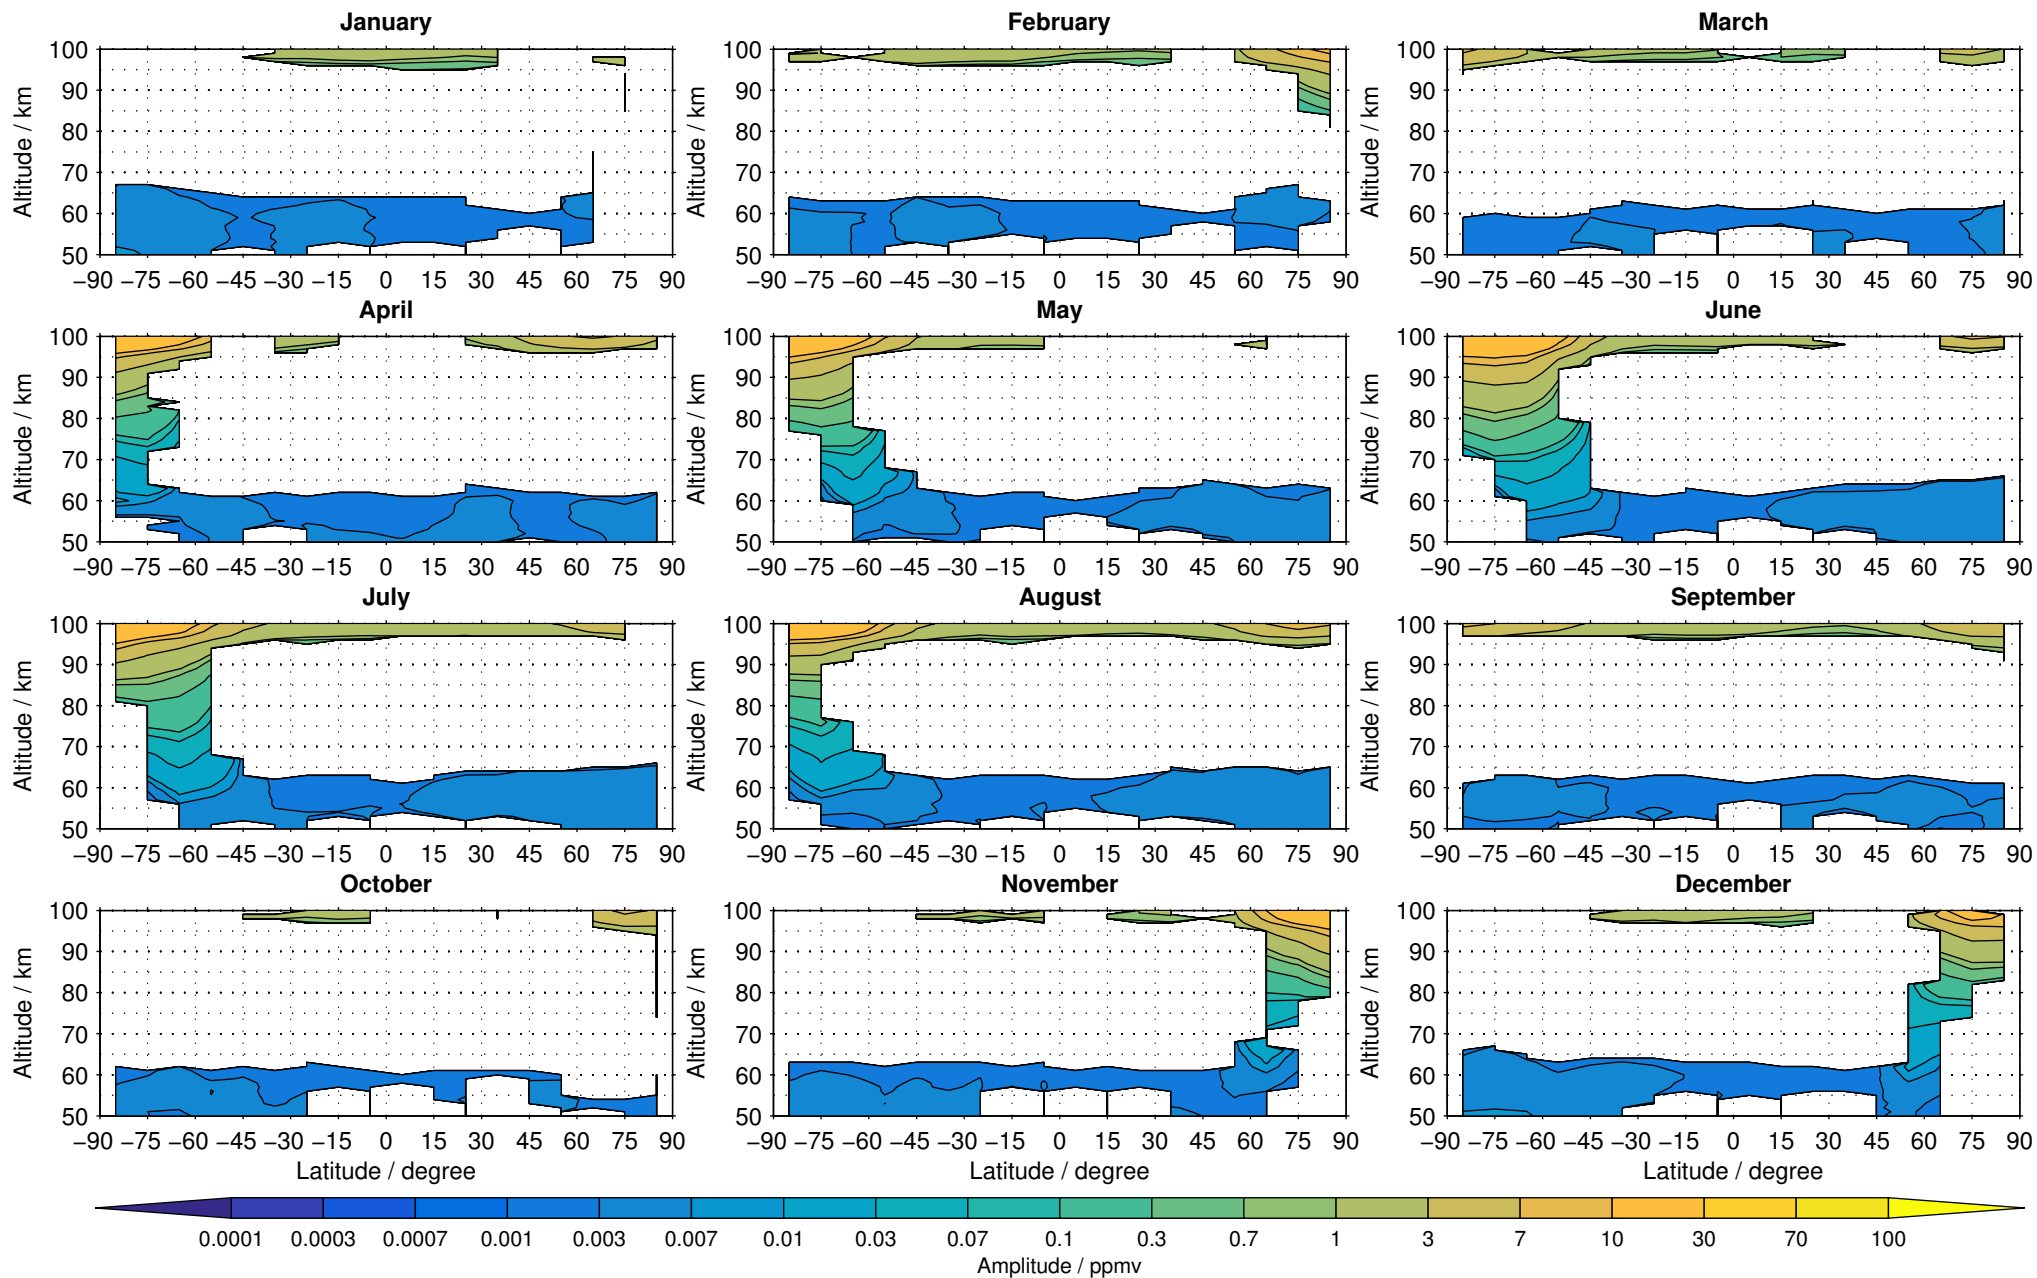 January February March
100 100 100
90 90 90
80 80 80
70 70 70
60 60 60
50 50 50
Altitude / km Altitude / km Altitude / km
−90 −75 −60 −45 −30 −15 0 15 30 45 60 75 90 −90 −75 −60 −45 −30 −15 0 15 30 45 60 75 90 −90 −75 −60 −45 −30 −15 0 15 30 45 60 75 90
April May June
100 100 100
90 90 90
80 80 80
70 70 70
60 60 60
50 50 50
Altitude / km Altitude / km Altitude / km
−90 −75 −60 −45 −30 −15 0 15 30 45 60 75 90 −90 −75 −60 −45 −30 −15 0 15 30 45 60 75 90 −90 −75 −60 −45 −30 −15 0 15 30 45 60 75 90
July August September
100 100 100
90 90 90
80 80 80
70 70 70
60 60 60
50 50 50
Altitude / km Altitude / km Altitude / km
−90 −75 −60 −45 −30 −15 0 15 30 45 60 75 90 −90 −75 −60 −45 −30 −15 0 15 30 45 60 75 90 −90 −75 −60 −45 −30 −15 0 15 30 45 60 75 90
October November December
100 100 100
90 90 90
80 80 80
70 70 70
60 60 60
50 50 50
Altitude / km Altitude / km Altitude / km
−90 −75 −60 −45 −30 −15 0 15 30 45 60 75 90 −90 −75 −60 −45 −30 −15 0 15 30 45 60 75 90 −90 −75 −60 −45 −30 −15 0 15 30 45 60 75 90
Latitude / degree Latitude / degree Latitude / degree
0.0001 0.0003 0.0007 0.001 0.003 0.007 0.01 0.03 0.07 0.1 0.3 0.7 1 3 7 10 30 70 100
Amplitude / ppmv